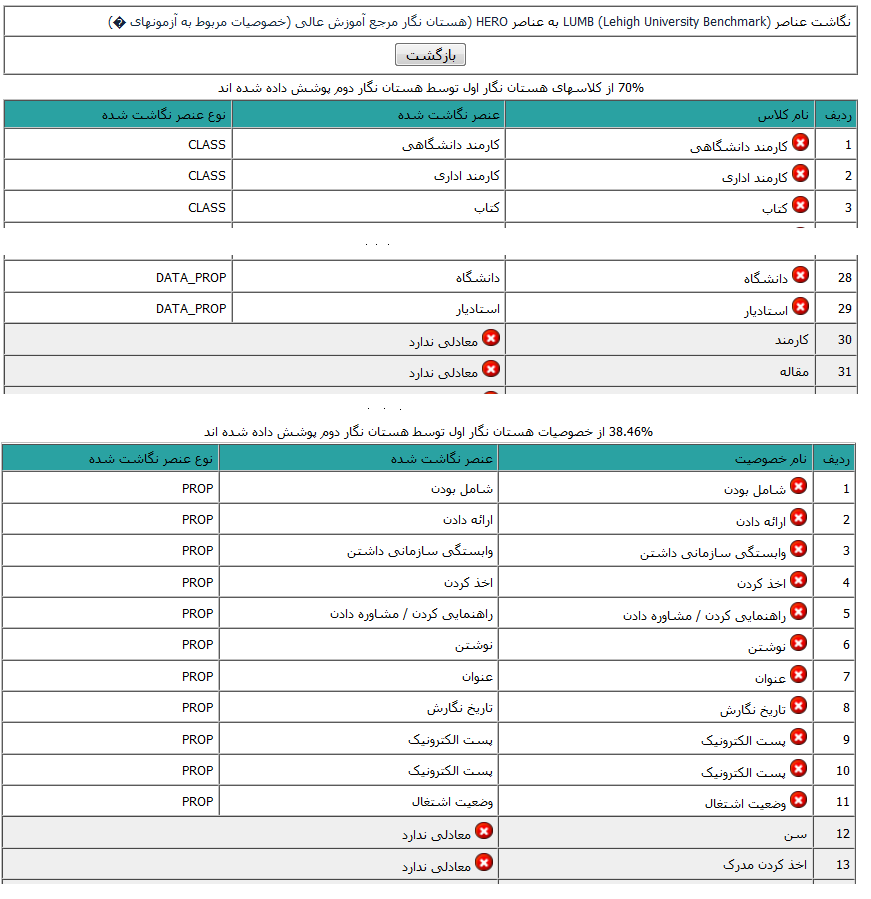 نگاشت عناصر LUMB (Lehigh University Benchmark) به عناصر HERO (هستان نگار مرجع آموزش عالی (خصوصیات مربوط به آزمونهای �)
بازگشت
70% از کلاسهای هستان نگار اول توسط هستان نگار دوم پوشش داده شده اند
ردیف نام کلاس عنصر نگاشت شده نوع عنصر نگاشت شده
1 کارمند دانشگاهی کارمند دانشگاهی CLASS
2 کارمند اداری کارمند اداری CLASS
3 کتاب کتاب CLASS
28 دانشگاه دانشگاه DATA_PROP
29 استادیار استادیار DATA_PROP
30 کارمند معادلی ندارد
31 مقاله معادلی ندارد
38.46% از خصوصیات هستان نگار اول توسط هستان نگار دوم پوشش داده شده اند
ردیف نام خصوصیت عنصر نگاشت شده نوع عنصر نگاشت شده
1 شامل بودن شامل بودن PROP
2 ارائه دادن ارائه دادن PROP
3 وابستگی سازمانی داشتن وابستگی سازمانی داشتن PROP
4 اخذ کردن اخذ کردن PROP
5 راهنمایی کردن / مشاوره دادن راهنمایی کردن / مشاوره دادن PROP
6 نوشتن نوشتن PROP
7 عنوان عنوان PROP
8 تاریخ نگارش تاریخ نگارش PROP
9 پست الکترونیک پست الکترونیک PROP
10 پست الکترونیک پست الکترونیک PROP
11 وضعیت اشتغال وضعیت اشتغال PROP
12 سن معادلی ندارد
13 اخذ کردن مدرک معادلی ندارد